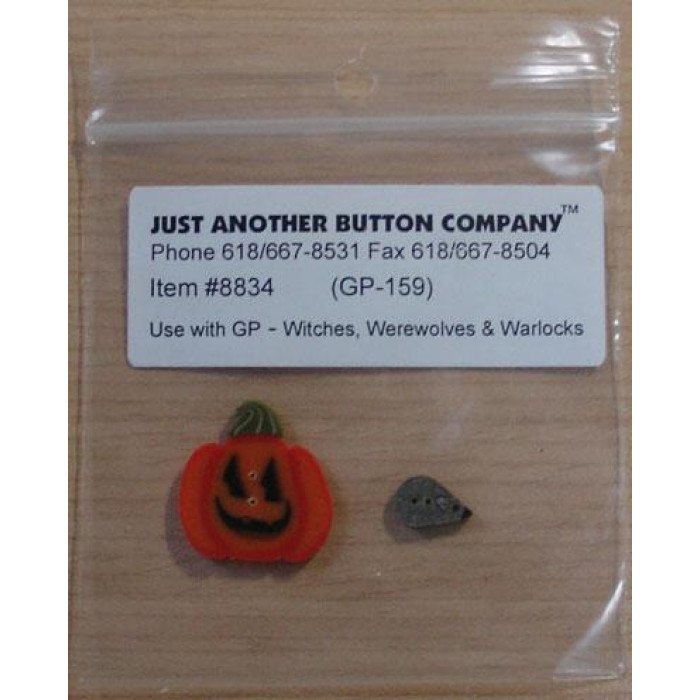 JUST ANOTHER BUTTON COMPANY™
Phone 618/667-8531 Fax 618/667-8504
Item #8834 (GP-159)
Use with GP - Witches, Werewolves & Warlocks